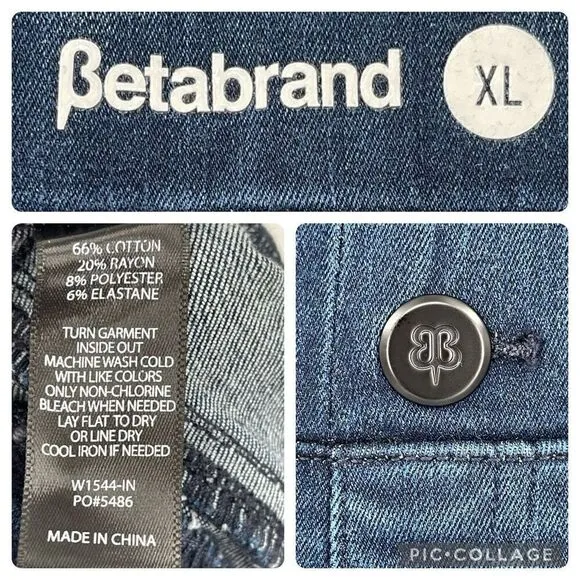 βetabrand
XL
66% COTTON
20% RAYON
8% POLYESTER
6% ELASTANE
TURN GARMENT
INSIDE OUT
MACHINE WASH COLD
WITH LIKE COLORS
ONLY NON-CHLORINE
BLEACH WHEN NEEDED
LAY FLAT TO DRY
OR LINE DRY
COOL IRON IF NEEDED
W1544-IN
PO#5486
MADE IN CHINA
PIC•COLLAGE